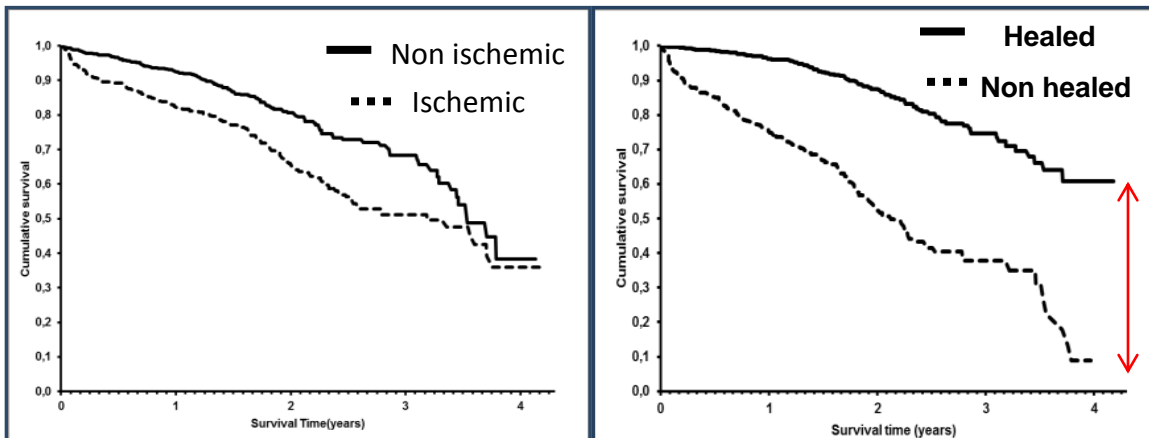 Non ischemic
Ischemic
Cumulative survival
1,0
0,9
0,8
0,7
0,6
0,5
0,4
0,3
0,2
0,1
0,0
0 1 2 3 4
Survival Time(years)
Healed
Non healed
Cumulative survival
1,0
0,9
0,8
0,7
0,6
0,5
0,4
0,3
0,2
0,1
0,0
0 1 2 3 4
Survival time (years)